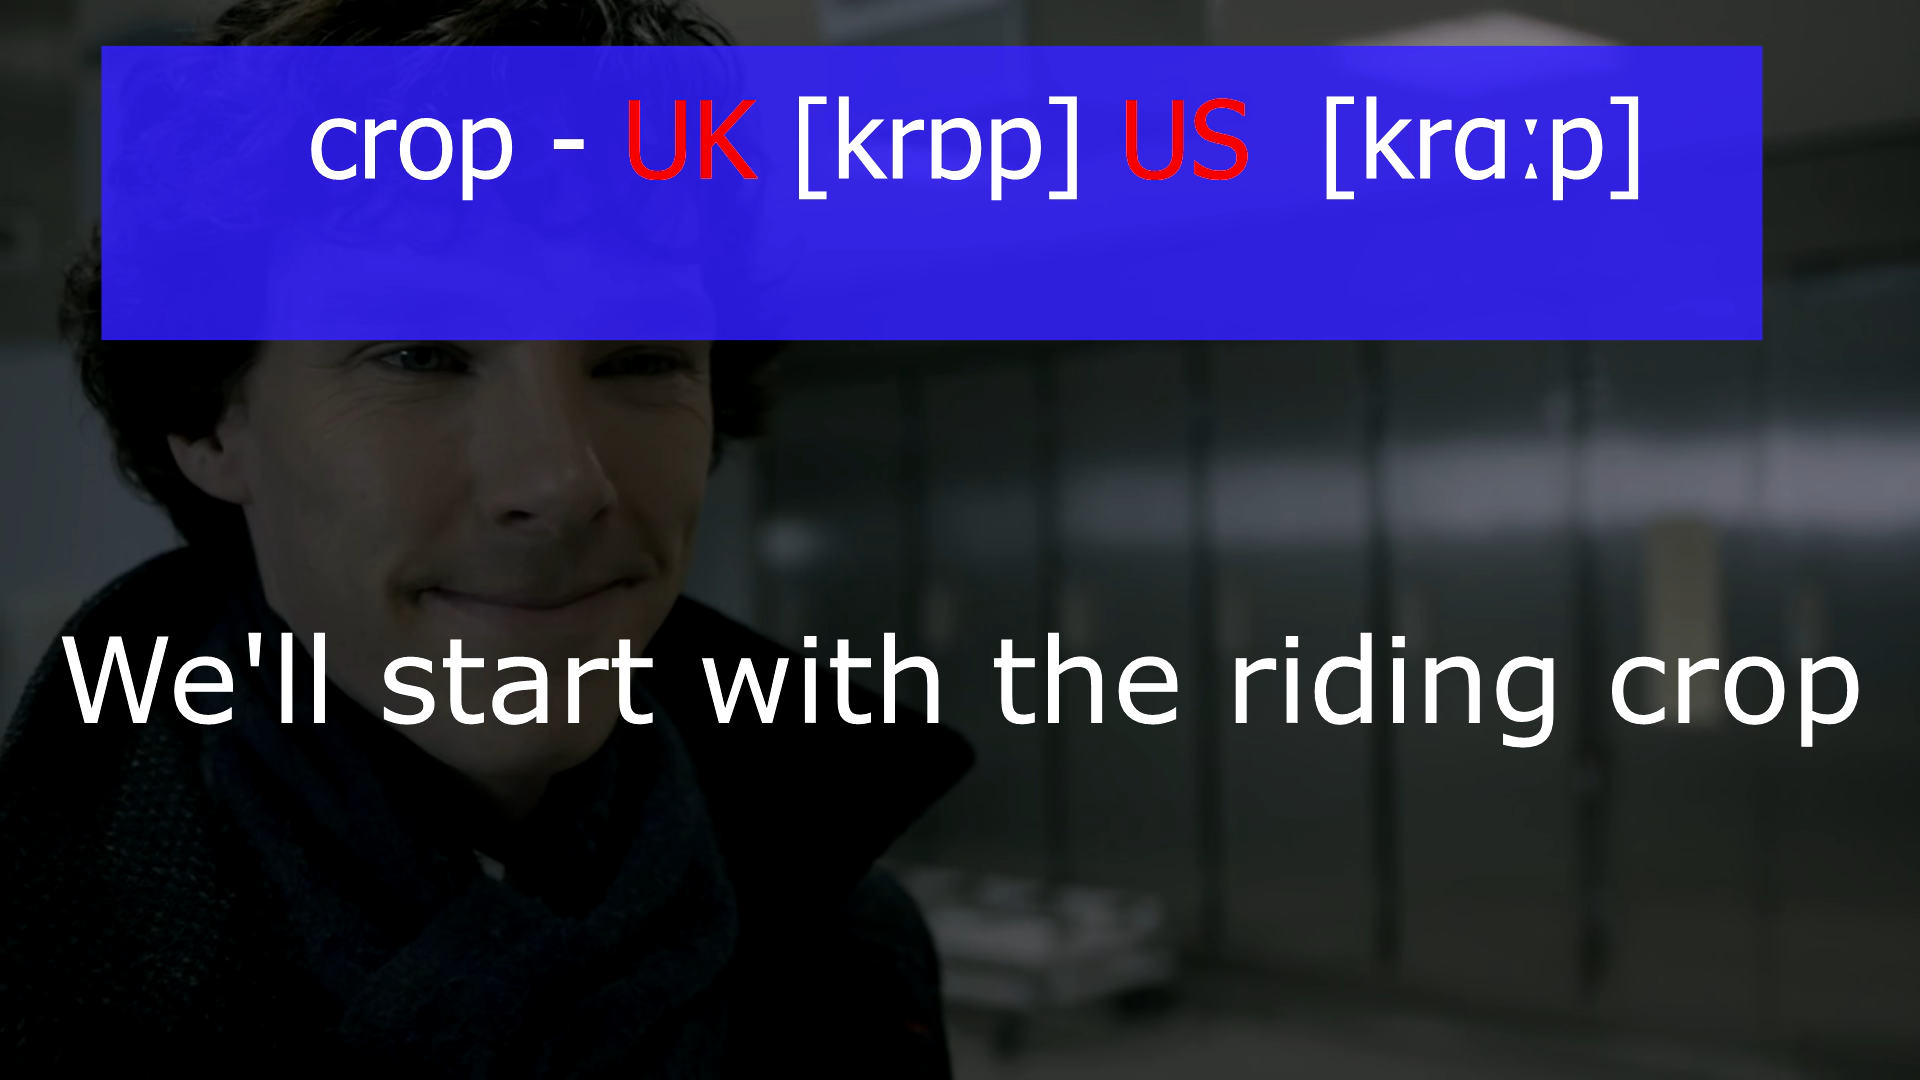 crop - UK [krɒp] US [krɑːp]
We'll start with the riding crop